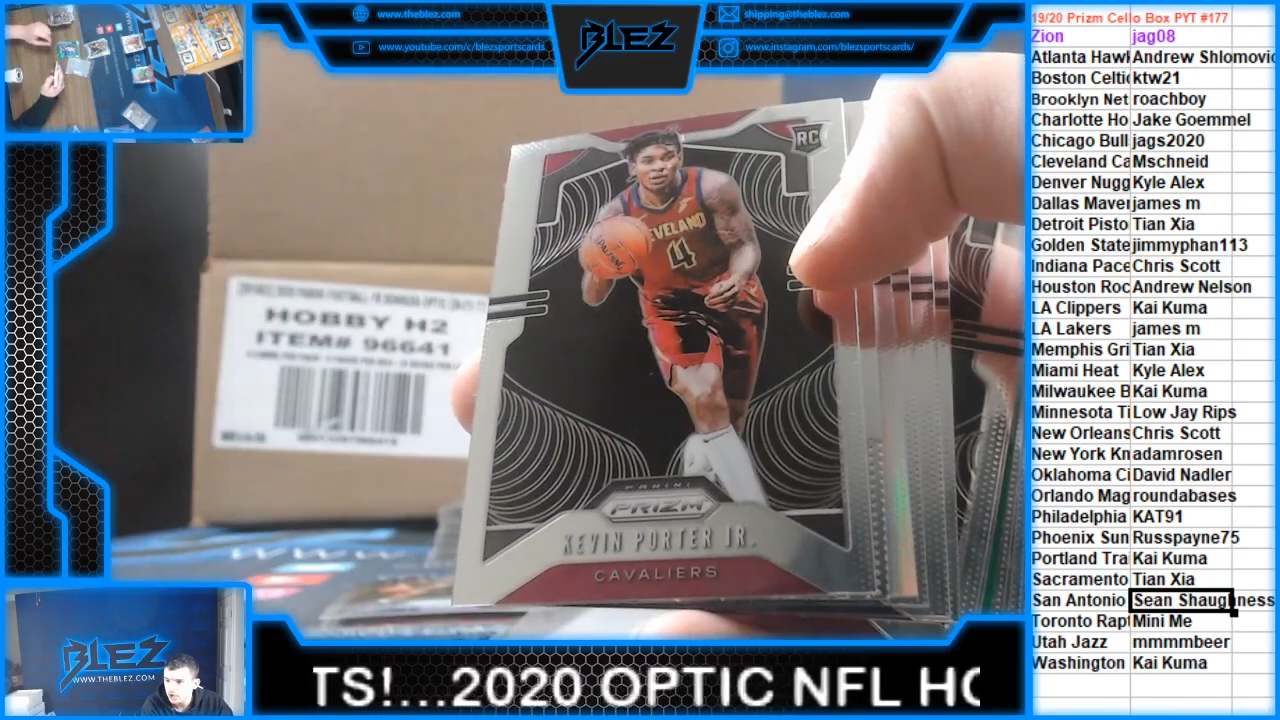 www.theblez.com
www.youtube.com/c/blezsportscards
BLEZ
shipping@theblez.com
www.instagram.com/blezsportscards/
19/20 Prizm Cello Box PYT #177
Zion jag08
Atlanta Hawk Andrew Shlomovic
Boston Celtic ktw21
Brooklyn Net roachboy
Charlotte Ho Jake Goemmel
Chicago Bull jags2020
Cleveland Ca Mschneid
Denver Nugg Kyle Alex
Dallas Maver james m
Detroit Pisto Tian Xia
Golden State jimmyphan113
Indiana Pace Chris Scott
Houston Roc Andrew Nelson
LA Clippers Kai Kuma
LA Lakers james m
Memphis Gri Tian Xia
Miami Heat Kyle Alex
Milwaukee B Kai Kuma
Minnesota Ti Low Jay Rips
New Orleans Chris Scott
New York Kn adamrosen
Oklahoma Ci David Nadler
Orlando Mag roundabases
Philadelphia KAT91
Phoenix Sun Russpayne75
Portland Tra Kai Kuma
Sacramento Tian Xia
San Antonio Sean Shaughness
Toronto Rapt Mini Me
Utah Jazz mmmmbeer
Washington Kai Kuma
RC
CLEVELAND
4
SPALDING
PANINI
PRIZM
KEVIN PORTER JR.
CAVALIERS
HOBBY H2
ITEM# 96641
BLEZ
WWW.THEBLEZ.COM
TS!....2020 OPTIC NFL HO